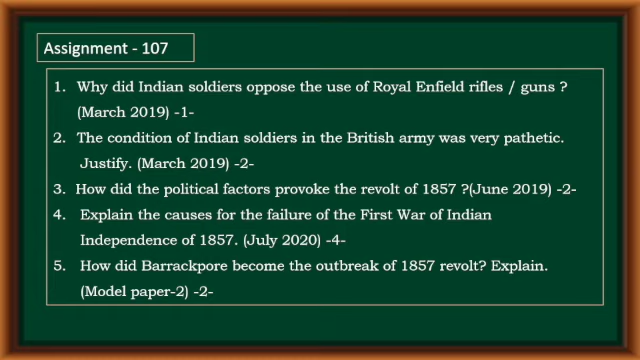 Assignment - 107
1. Why did Indian soldiers oppose the use of Royal Enfield rifles / guns ?
(March 2019) -1-
2. The condition of Indian soldiers in the British army was very pathetic.
Justify. (March 2019) -2-
3. How did the political factors provoke the revolt of 1857 ?(June 2019) -2-
4. Explain the causes for the failure of the First War of Indian
Independence of 1857. (July 2020) -4-
5. How did Barrackpore become the outbreak of 1857 revolt? Explain.
(Model paper-2) -2-